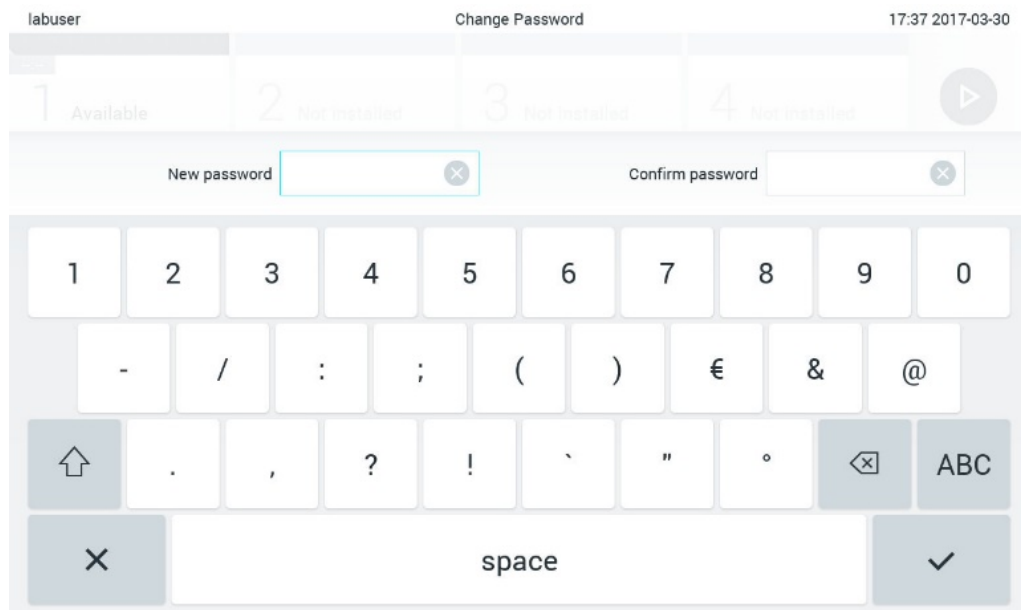 labuser Change Password 17:37 2017-03-30
1 Available 2 Not installed 3 Not installed 4 Not installed
New password Confirm password
1 2 3 4 5 6 7 8 9 0
- / : ; ( ) € & @
. , ? ! ` " ° ABC
space